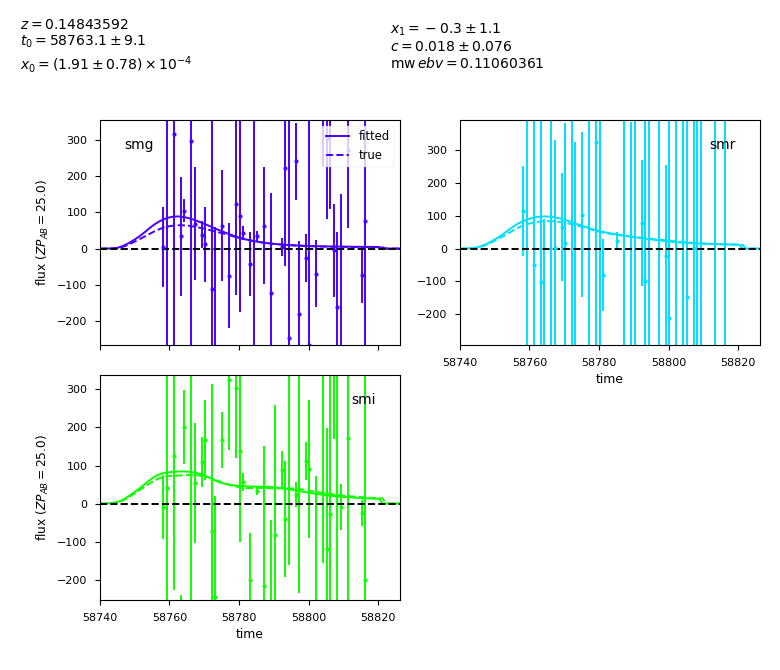 z = 0.14843592
t₀ = 58763.1 ± 9.1
x₀ = (1.91 ± 0.78) × 10⁻⁴
x₁ = −0.3 ± 1.1
c = 0.018 ± 0.076
mw ebv = 0.11060361
smg
fitted
true
300
200
100
0
−100
−200
flux (ZP_AB = 25.0)
smr
300
200
100
0
−100
−200
58740 58760 58780 58800 58820
time
smi
300
200
100
0
−100
−200
flux (ZP_AB = 25.0)
58740 58760 58780 58800 58820
time